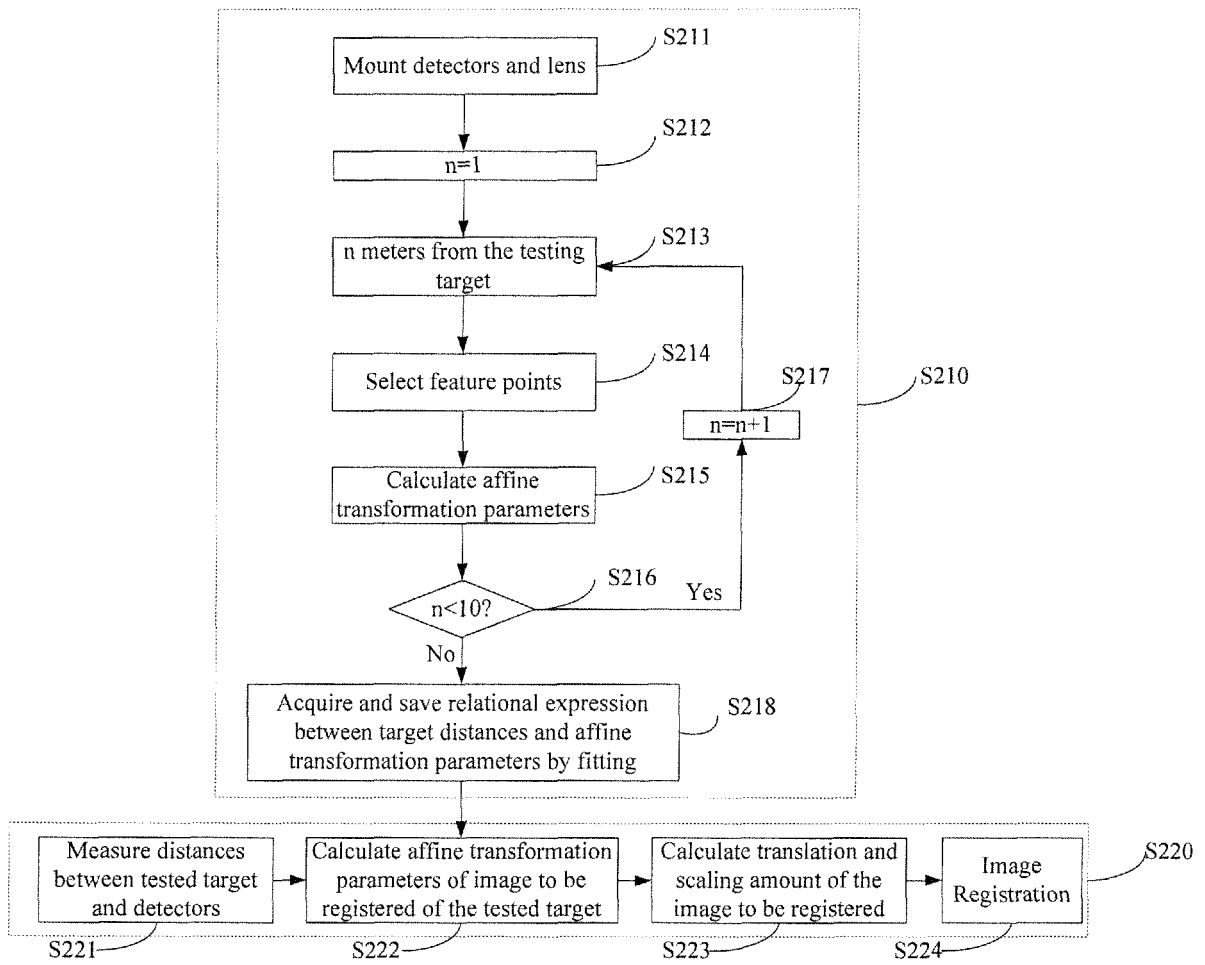 S211
Mount detectors and lens
S212
n=1
S213
n meters from the testing
target
S214
Select feature points
S217
S210
n=n+1
S215
Calculate affine
transformation parameters
S216
n<10?
Yes
No
Acquire and save relational expression
between target distances and affine
transformation parameters by fitting
S218
Measure distances
between tested target
and detectors
Calculate affine transformation
parameters of image to be
registered of the tested target
Calculate translation and
scaling amount of the
image to be registered
Image
Registration
S220
S221
S222
S223
S224